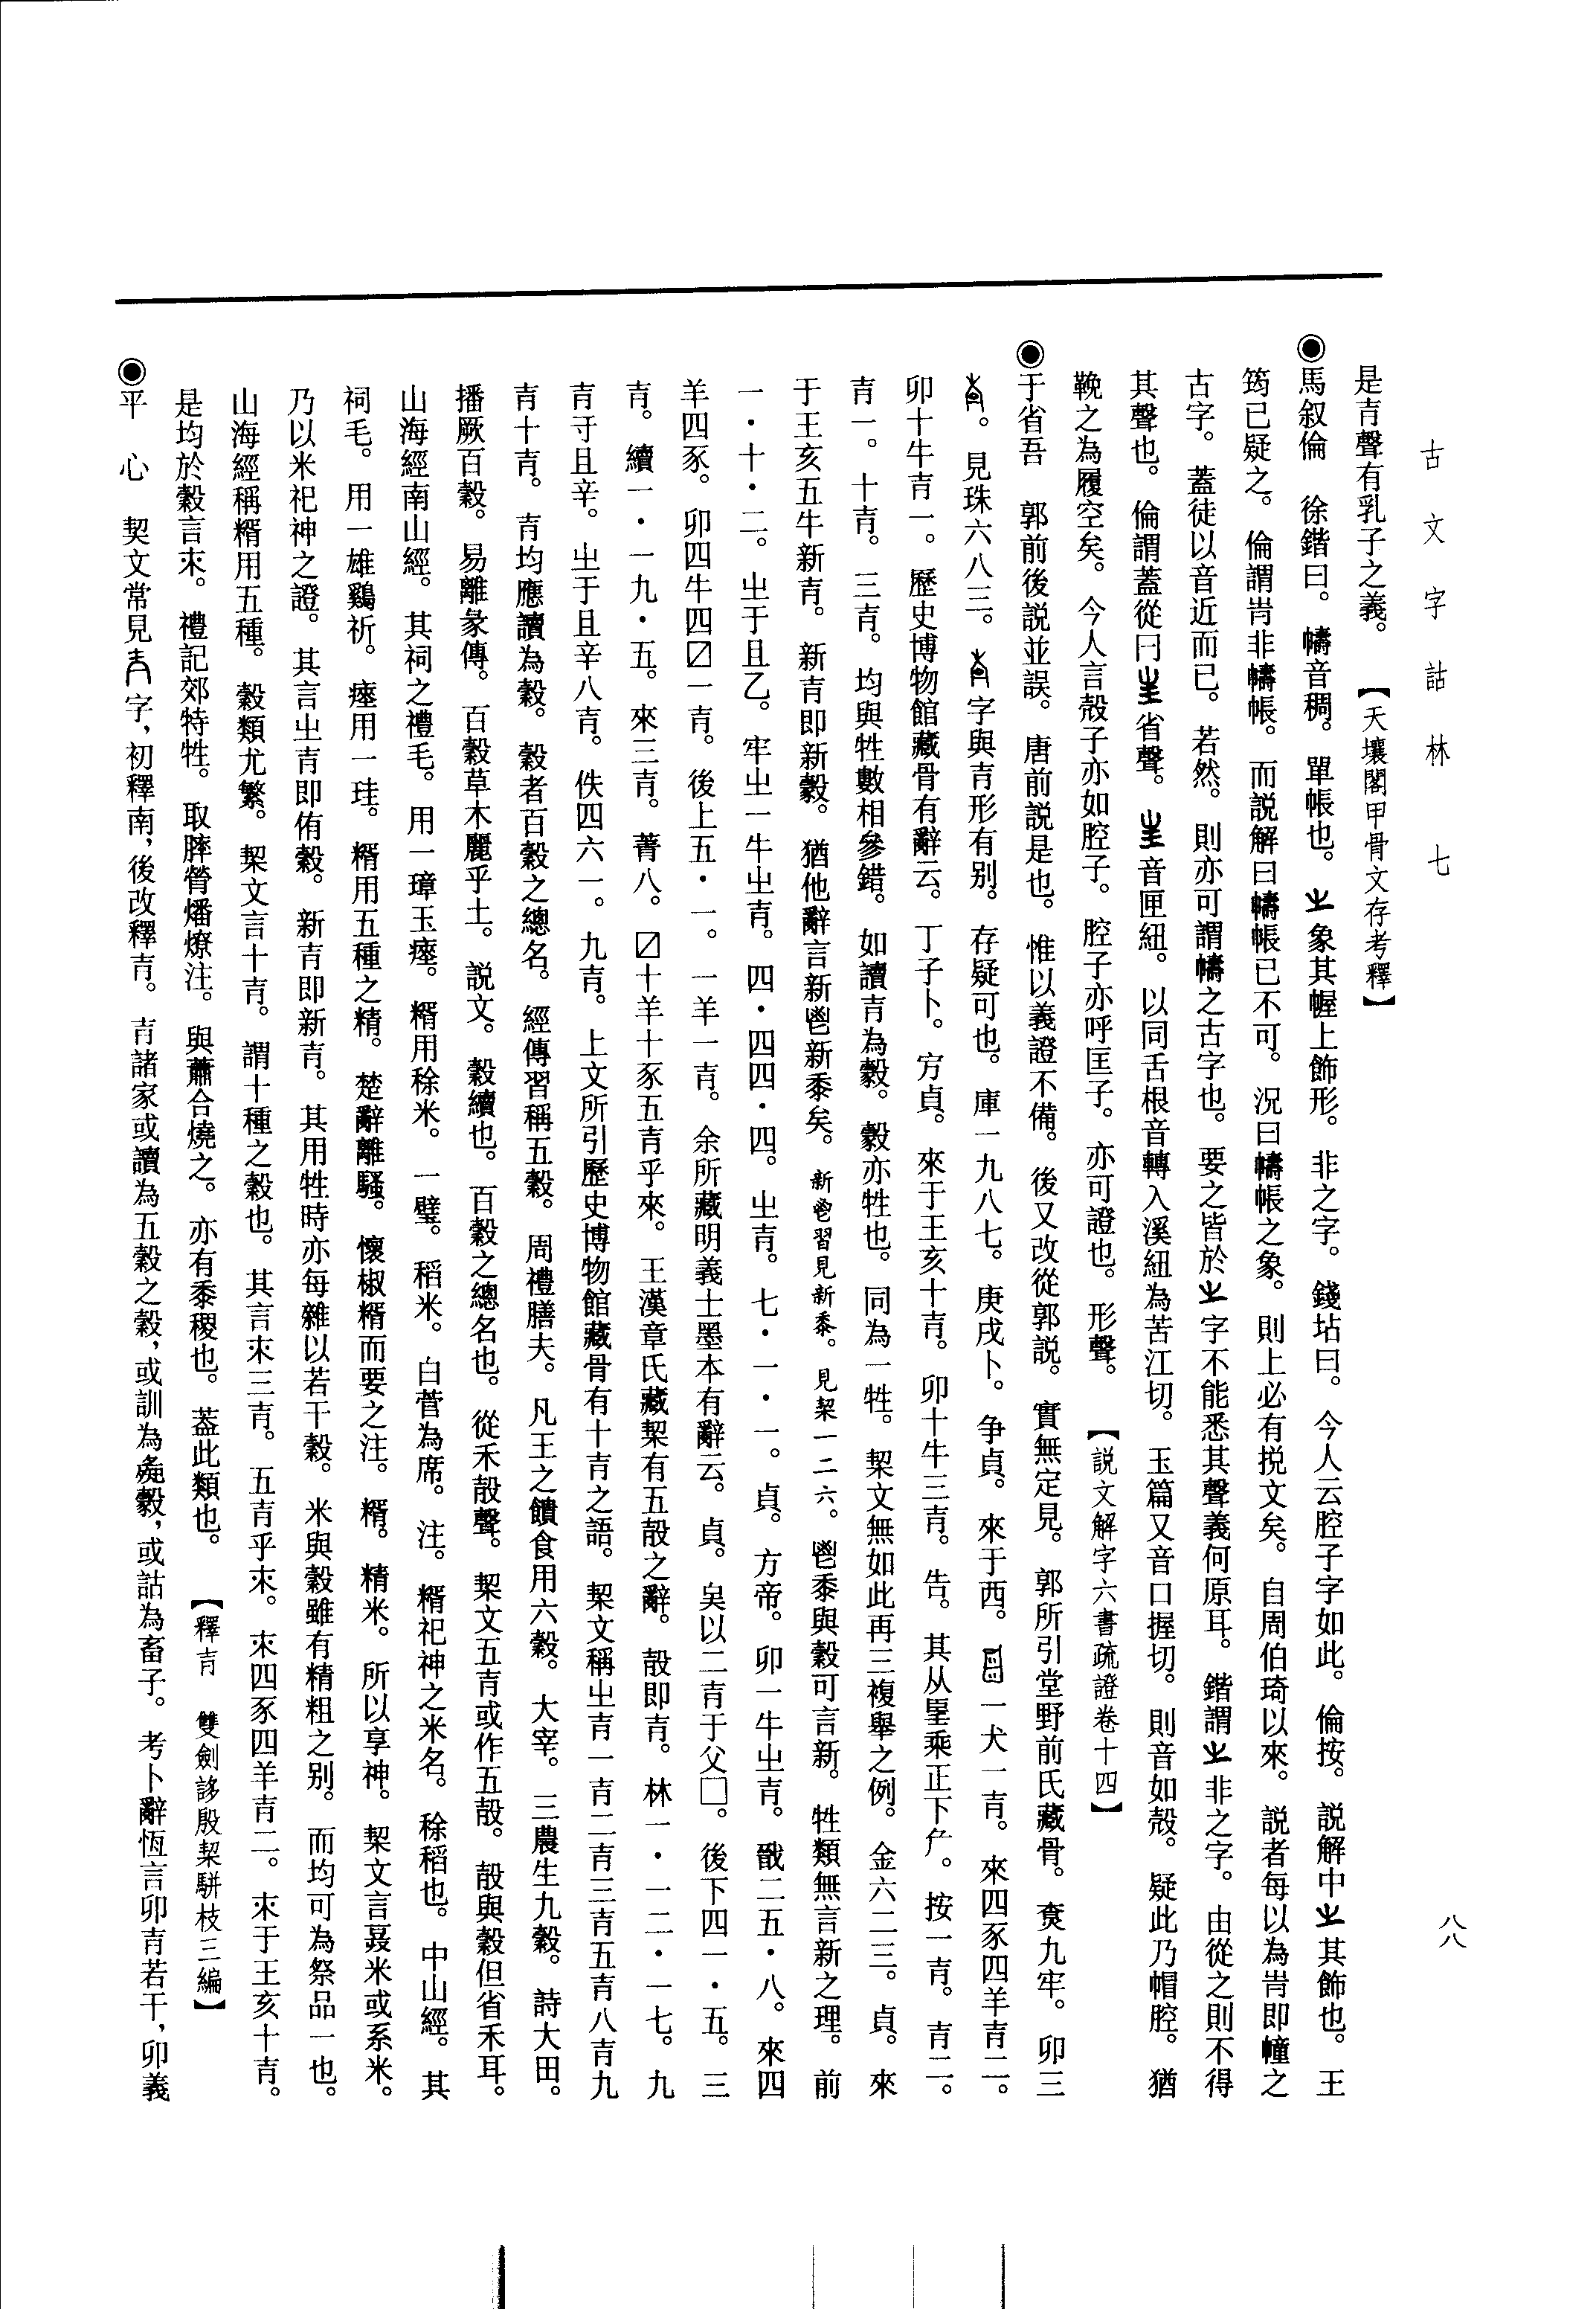 古文字詁林 七
八八
是青聲有乳子之義。 【天壤閣甲骨文存考釋】
◉馬叙倫 徐鍇曰。幬音稠。單帳也。㞢象其幄上飾形。非之字。錢坫曰。今人云腔子字如此。倫按。説解中㞢其飾也。王
筠已疑之。倫謂𡴭非幬帳。而説解曰幬帳已不可。況曰幬帳之象。則上必有挩文矣。自周伯琦以來。説者每以為𡴭即幢之
古字。蓋徒以音近而已。若然。則亦可謂幬之古字也。要之皆於㞢字不能悉其聲義何原耳。鍇謂㞢非之字。由從之則不得
其聲也。倫謂蓋從𠔼㞷省聲。㞷音匣紐。以同舌根音轉入溪紐為苦江切。玉篇又音口握切。則音如殻。疑此乃帽腔。猶
鞔之為履空矣。今人言殻子亦如腔子。腔子亦呼匡子。亦可證也。形聲。 【説文解字六書疏證卷十四】
◉于省吾 郭前後説並誤。唐前説是也。惟以義證不備。後又改從郭説。實無定見。郭所引堂野前氏藏骨。𡙕九牢。卯三
。見珠六八三。字與青形有别。存疑可也。庫一九八七。庚戌卜。争貞。來于西。一犬一青。來四豕四羊青二。
卯十牛青一。歷史博物館藏骨有辭云。丁子卜。㱿貞。來于王亥十青。卯十牛三青。告。其从𦣠乘正下𠂤。按一青。青二。
青一。十青。三青。均與牲數相參錯。如讀青為㱿。㱿亦牲也。同為一牲。契文無如此再三複舉之例。金六二三。貞。來
于王亥五牛新青。新青即新穀。猶他辭言新鬯新黍矣。新鬯習見新黍。見栔一二六。鬯黍與穀可言新。牲類無言新之理。前
一・十・二。㞢于且乙。牢㞢一牛㞢青。四・四四・四。㞢青。七・一・一。貞。方帝。卯一牛㞢青。戩二五・八。來四
羊四豕。卯四牛四〼一青。後上五・一。一羊一青。余所藏明義士墨本有辭云。貞。㚔以二青于父□。後下四一・五。三
青。續一・一九・五。來三青。菁八。〼十羊十豕五青乎來。王漢章氏藏契有五㱿之辭。㱿即青。林一・一二・一七。九
青于且辛。㞢于且辛八青。佚四六一。九青。上文所引歷史博物館藏骨有十青之語。契文稱㞢青一青二青三青五青八青九
青十青。青均應讀為穀。穀者百穀之總名。經傳習稱五穀。周禮膳夫。凡王之饋食用六穀。大宰。三農生九穀。詩大田。
播厥百穀。易離彖傳。百穀草木麗乎土。説文。穀續也。百穀之總名也。從禾㱿聲。契文五青或作五㱿。㱿與穀但省禾耳。
山海經南山經。其祠之禮毛。用一璋玉瘞。糈用稌米。一璧。稻米。白菅為席。注。糈祀神之米名。稌稻也。中山經。其
祠毛。用一雄鷄祈。瘞用一珪。糈用五種之精。楚辭離騷。懷椒糈而要之注。糈。精米。所以享神。契文言𥹆米或系米。
乃以米祀神之證。其言㞢青即侑穀。新青即新青。其用牲時亦每雜以若干穀。米與穀雖有精粗之别。而均可為祭品一也。
山海經稱糈用五種。穀類尤繁。契文言十青。謂十種之穀也。其言來三青。五青乎來。來四豕四羊青二。來于王亥十青。
是均於穀言來。禮記郊特牲。取膟膋燔燎注。與蕭合燒之。亦有黍稷也。葢此類也。 【釋青 雙劍誃殷契駢枝三編】
◉平 心 契文常見字，初釋南，後改釋青。青諸家或讀為五穀之穀，或訓為㲋㱿，或詁為畜子。考卜辭恆言卯青若干，卯義